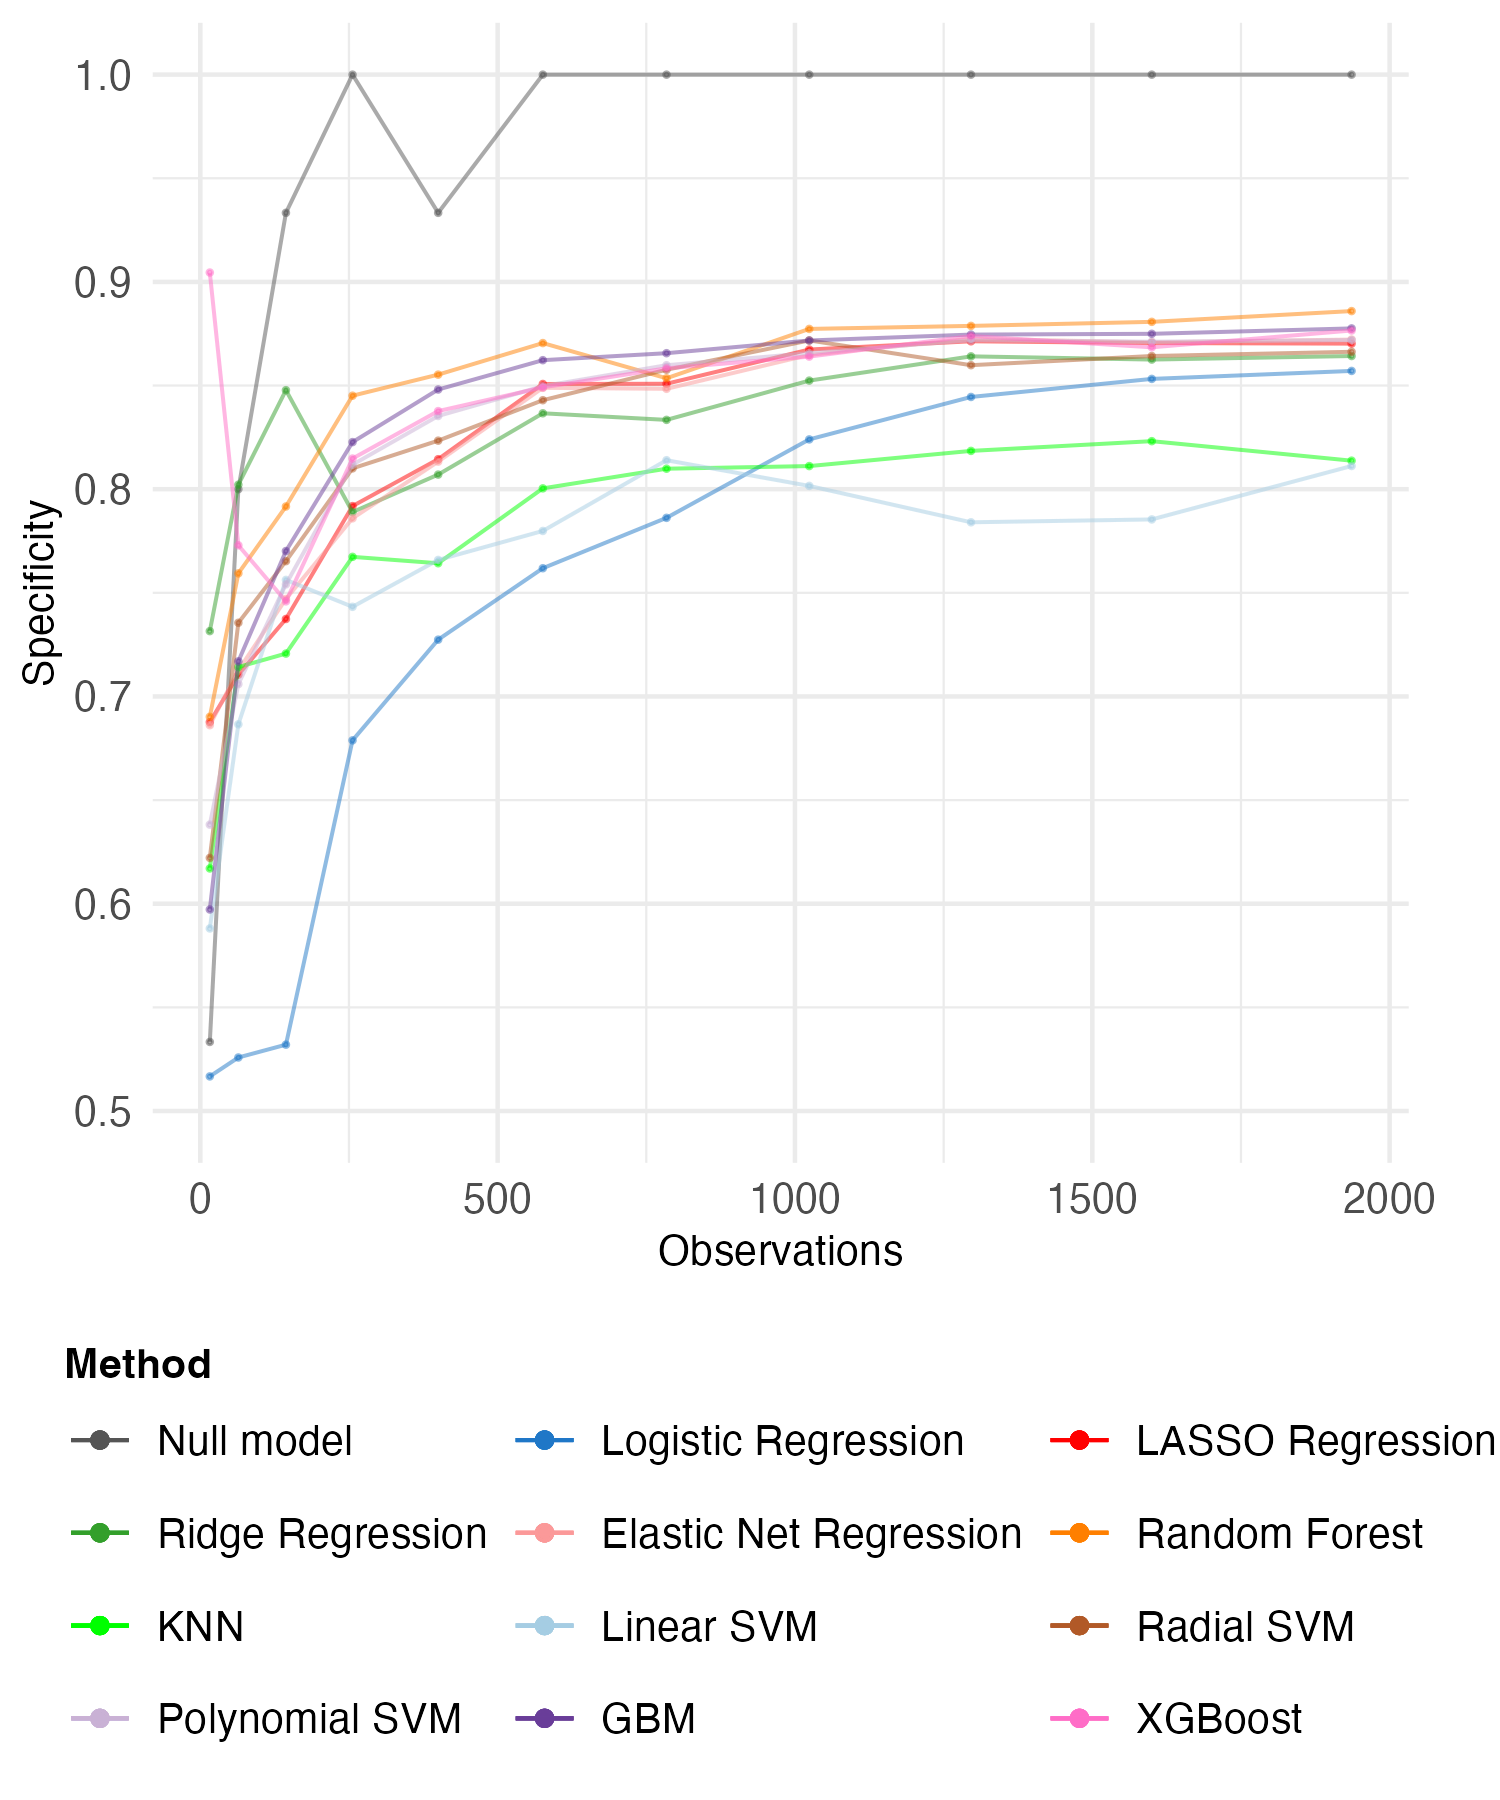 1.0
0.9
0.8
0.7
0.6
0.5
Specificity
0 500 1000 1500 2000
Observations
Method
Null model Logistic Regression LASSO Regression
Ridge Regression Elastic Net Regression Random Forest
KNN Linear SVM Radial SVM
Polynomial SVM GBM XGBoost